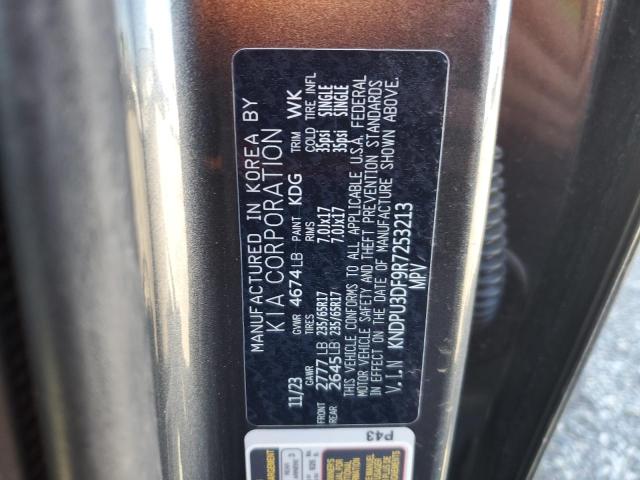 MANUFACTURED IN KOREA BY
KIA CORPORATION
11/23 GVWR 4674LB PAINT KDG TRIM WK
GAWR TIRES RIMS COLD TIRE INFL
FRONT 2777LB 235/65R17 7.0Jx17 35psi SINGLE
REAR 2645LB 235/65R17 7.0Jx17 35psi SINGLE
THIS VEHICLE CONFORMS TO ALL APPLICABLE U.S.A. FEDERAL
MOTOR VEHICLE SAFETY AND THEFT PREVENTION STANDARDS
IN EFFECT ON THE DATE OF MANUFACTURE SHOWN ABOVE.
V.I.N KNDPU3DF9R7253213
MPV
P43